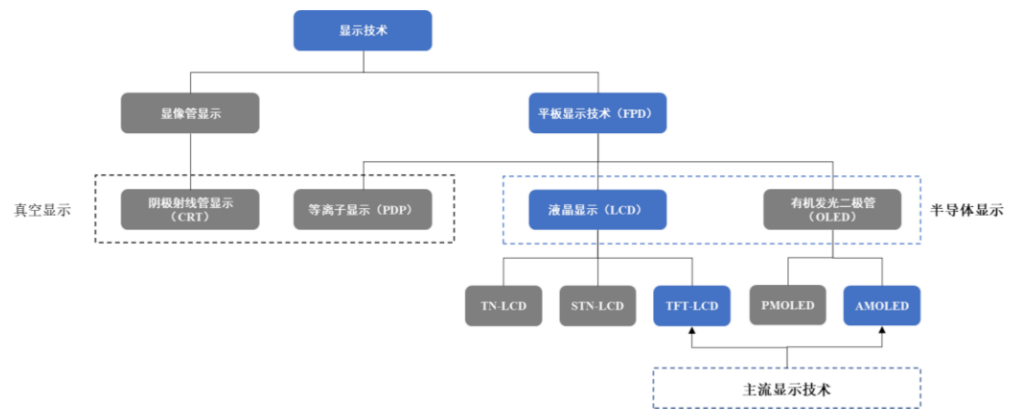 显示技术
显像管显示
平板显示技术（FPD）
真空显示
阴极射线管显示
（CRT）
等离子显示（PDP）
液晶显示（LCD）
有机发光二极管
（OLED）
半导体显示
TN-LCD
STN-LCD
TFT-LCD
PMOLED
AMOLED
主流显示技术